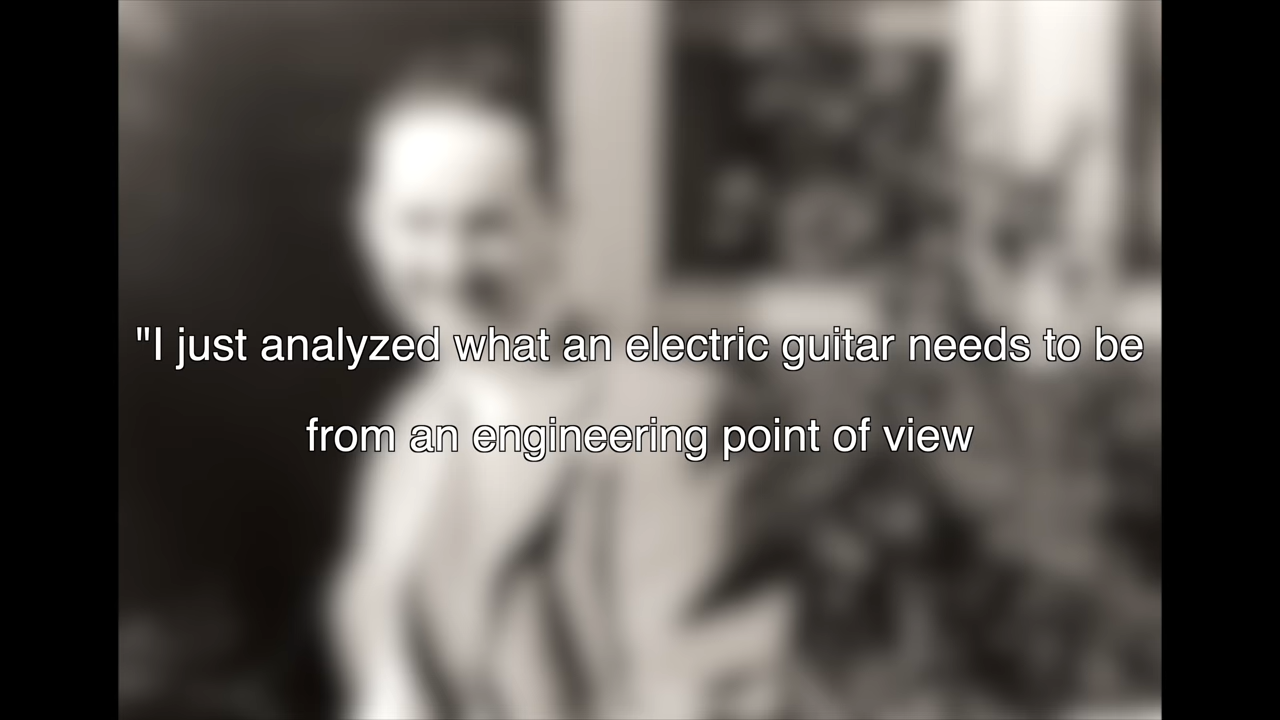 "I just analyzed what an electric guitar needs to be
from an engineering point of view